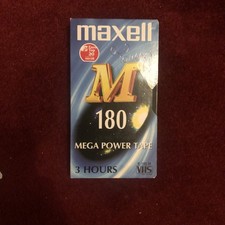 maxell
M
180
MEGA POWER TAPE
3 HOURS
VHS